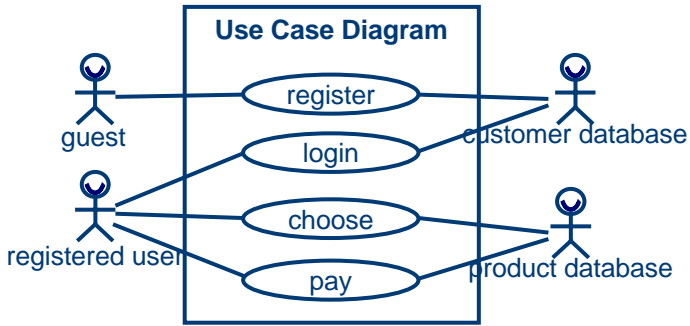 Use Case Diagram
register
guest
customer database
login
choose
registered user
product database
pay